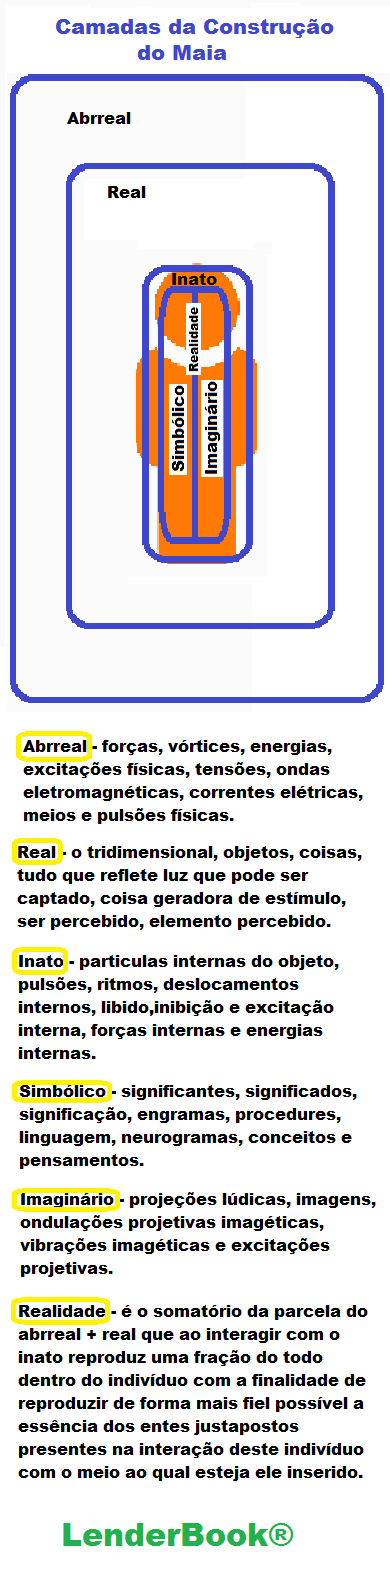 Camadas da Construção
do Maia
Abrreal
Real
Inato
Realidade
Simbólico
Imaginário
Abrreal - forças, vórtices, energias,
excitações físicas, tensões, ondas
eletromagnéticas, correntes elétricas,
meios e pulsões físicas.
Real - o tridimensional, objetos, coisas,
tudo que reflete luz que pode ser
captado, coisa geradora de estímulo,
ser percebido, elemento percebido.
Inato - particulas internas do objeto,
pulsões, ritmos, deslocamentos
internos, libido,inibição e excitação
interna, forças internas e energias
internas.
Simbólico - significantes, significados,
significação, engramas, procedures,
linguagem, neurogramas, conceitos e
pensamentos.
Imaginário - projeções lúdicas, imagens,
ondulações projetivas imagéticas,
vibrações imagéticas e excitações
projetivas.
Realidade - é o somatório da parcela do
abrreal + real que ao interagir com o
inato reproduz uma fração do todo
dentro do indivíduo com a finalidade de
reproduzir de forma mais fiel possível a
essência dos entes justapostos
presentes na interação deste indivíduo
com o meio ao qual esteja ele inserido.
LenderBook®